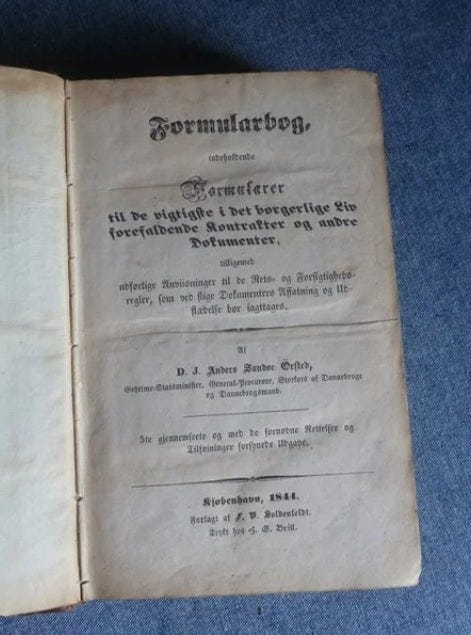 Formularbog,
indeholdende
Formularer
til de vigtigste i det borgerlige Liv
forefaldende Kontrakter og andre
Dokumenter,
tilligemed
udførlige Anviisninger til de Rets- og Forsigtigheds-
regler, som ved slige Dokumenters Affatning og Ud-
stædelse bør iagttages.
Af
D. J. Anders Sandøe Ørsted,
Geheime-Statsminister, General-Procureur, Storkors af Dannebroge
og Dannebrogsmand.
5te gjennemseete og med de fornødne Rettelser og
Tilføininger forsynede Udgave.
Kjøbenhavn, 1844.
Forlagt af F. V. Soldenfeldt.
Trykt hos S. Brill.